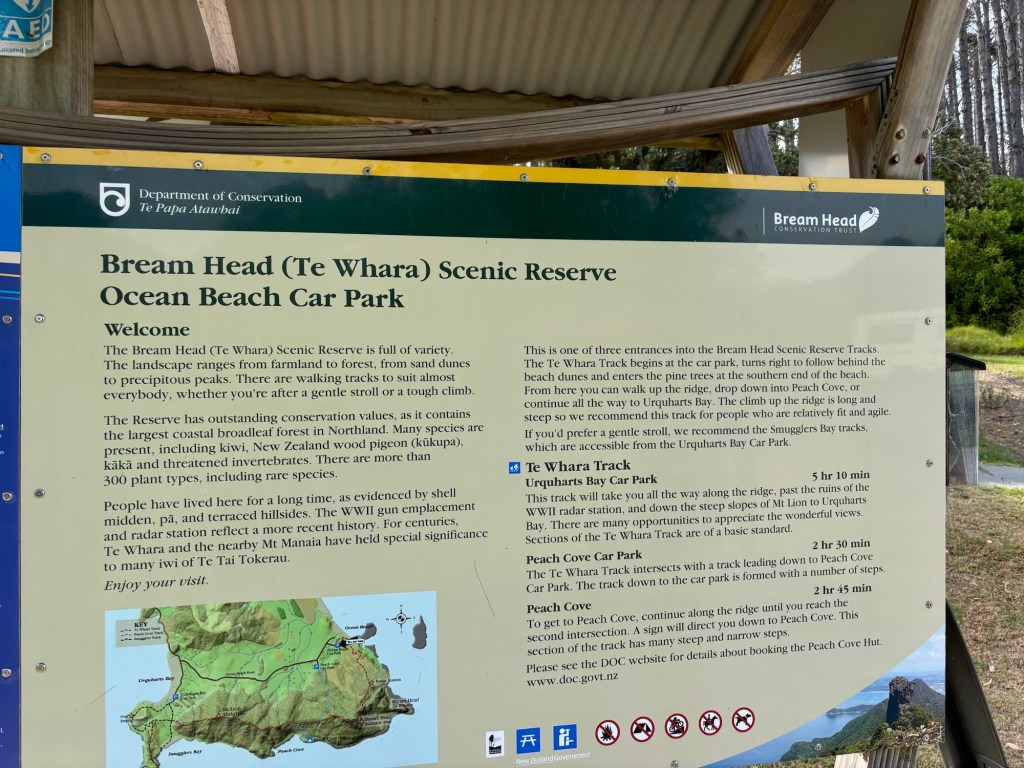 AED
Located behind
Department of Conservation
Te Papa Atawhai
Bream Head
CONSERVATION TRUST
Bream Head (Te Whara) Scenic Reserve
Ocean Beach Car Park
Welcome
The Bream Head (Te Whara) Scenic Reserve is full of variety.
The landscape ranges from farmland to forest, from sand dunes
to precipitous peaks. There are walking tracks to suit almost
everybody, whether you're after a gentle stroll or a tough climb.
The Reserve has outstanding conservation values, as it contains
the largest coastal broadleaf forest in Northland. Many species are
present, including kiwi, New Zealand wood pigeon (kūkupa),
kākā and threatened invertebrates. There are more than
300 plant types, including rare species.
People have lived here for a long time, as evidenced by shell
midden, pā, and terraced hillsides. The WWII gun emplacement
and radar station reflect a more recent history. For centuries,
Te Whara and the nearby Mt Manaia have held special significance
to many iwi of Te Tai Tokerau.
Enjoy your visit.
KEY
Te Whara Track
Peach Cove Track
Smugglers Track
Ocean Beach
Urquharts Bay
Smugglers Bay
Peach Cove
This is one of three entrances into the Bream Head Scenic Reserve Tracks.
The Te Whara Track begins at the car park, turns right to follow behind the
beach dunes and enters the pine trees at the southern end of the beach.
From here you can walk up the ridge, drop down into Peach Cove, or
continue all the way to Urquharts Bay. The climb up the ridge is long and
steep so we recommend this track for people who are relatively fit and agile.
If you'd prefer a gentle stroll, we recommend the Smugglers Bay tracks,
which are accessible from the Urquharts Bay Car Park.
Te Whara Track
Urquharts Bay Car Park 5 hr 10 min
This track will take you all the way along the ridge, past the ruins of the
WWII radar station, and down the steep slopes of Mt Lion to Urquharts
Bay. There are many opportunities to appreciate the wonderful views.
Sections of the Te Whara Track are of a basic standard.
Peach Cove Car Park 2 hr 30 min
The Te Whara Track intersects with a track leading down to Peach Cove
Car Park. The track down to the car park is formed with a number of steps.
Peach Cove 2 hr 45 min
To get to Peach Cove, continue along the ridge until you reach the
second intersection. A sign will direct you down to Peach Cove. This
section of the track has many steep and narrow steps.
Please see the DOC website for details about booking the Peach Cove Hut.
www.doc.govt.nz
New Zealand Government